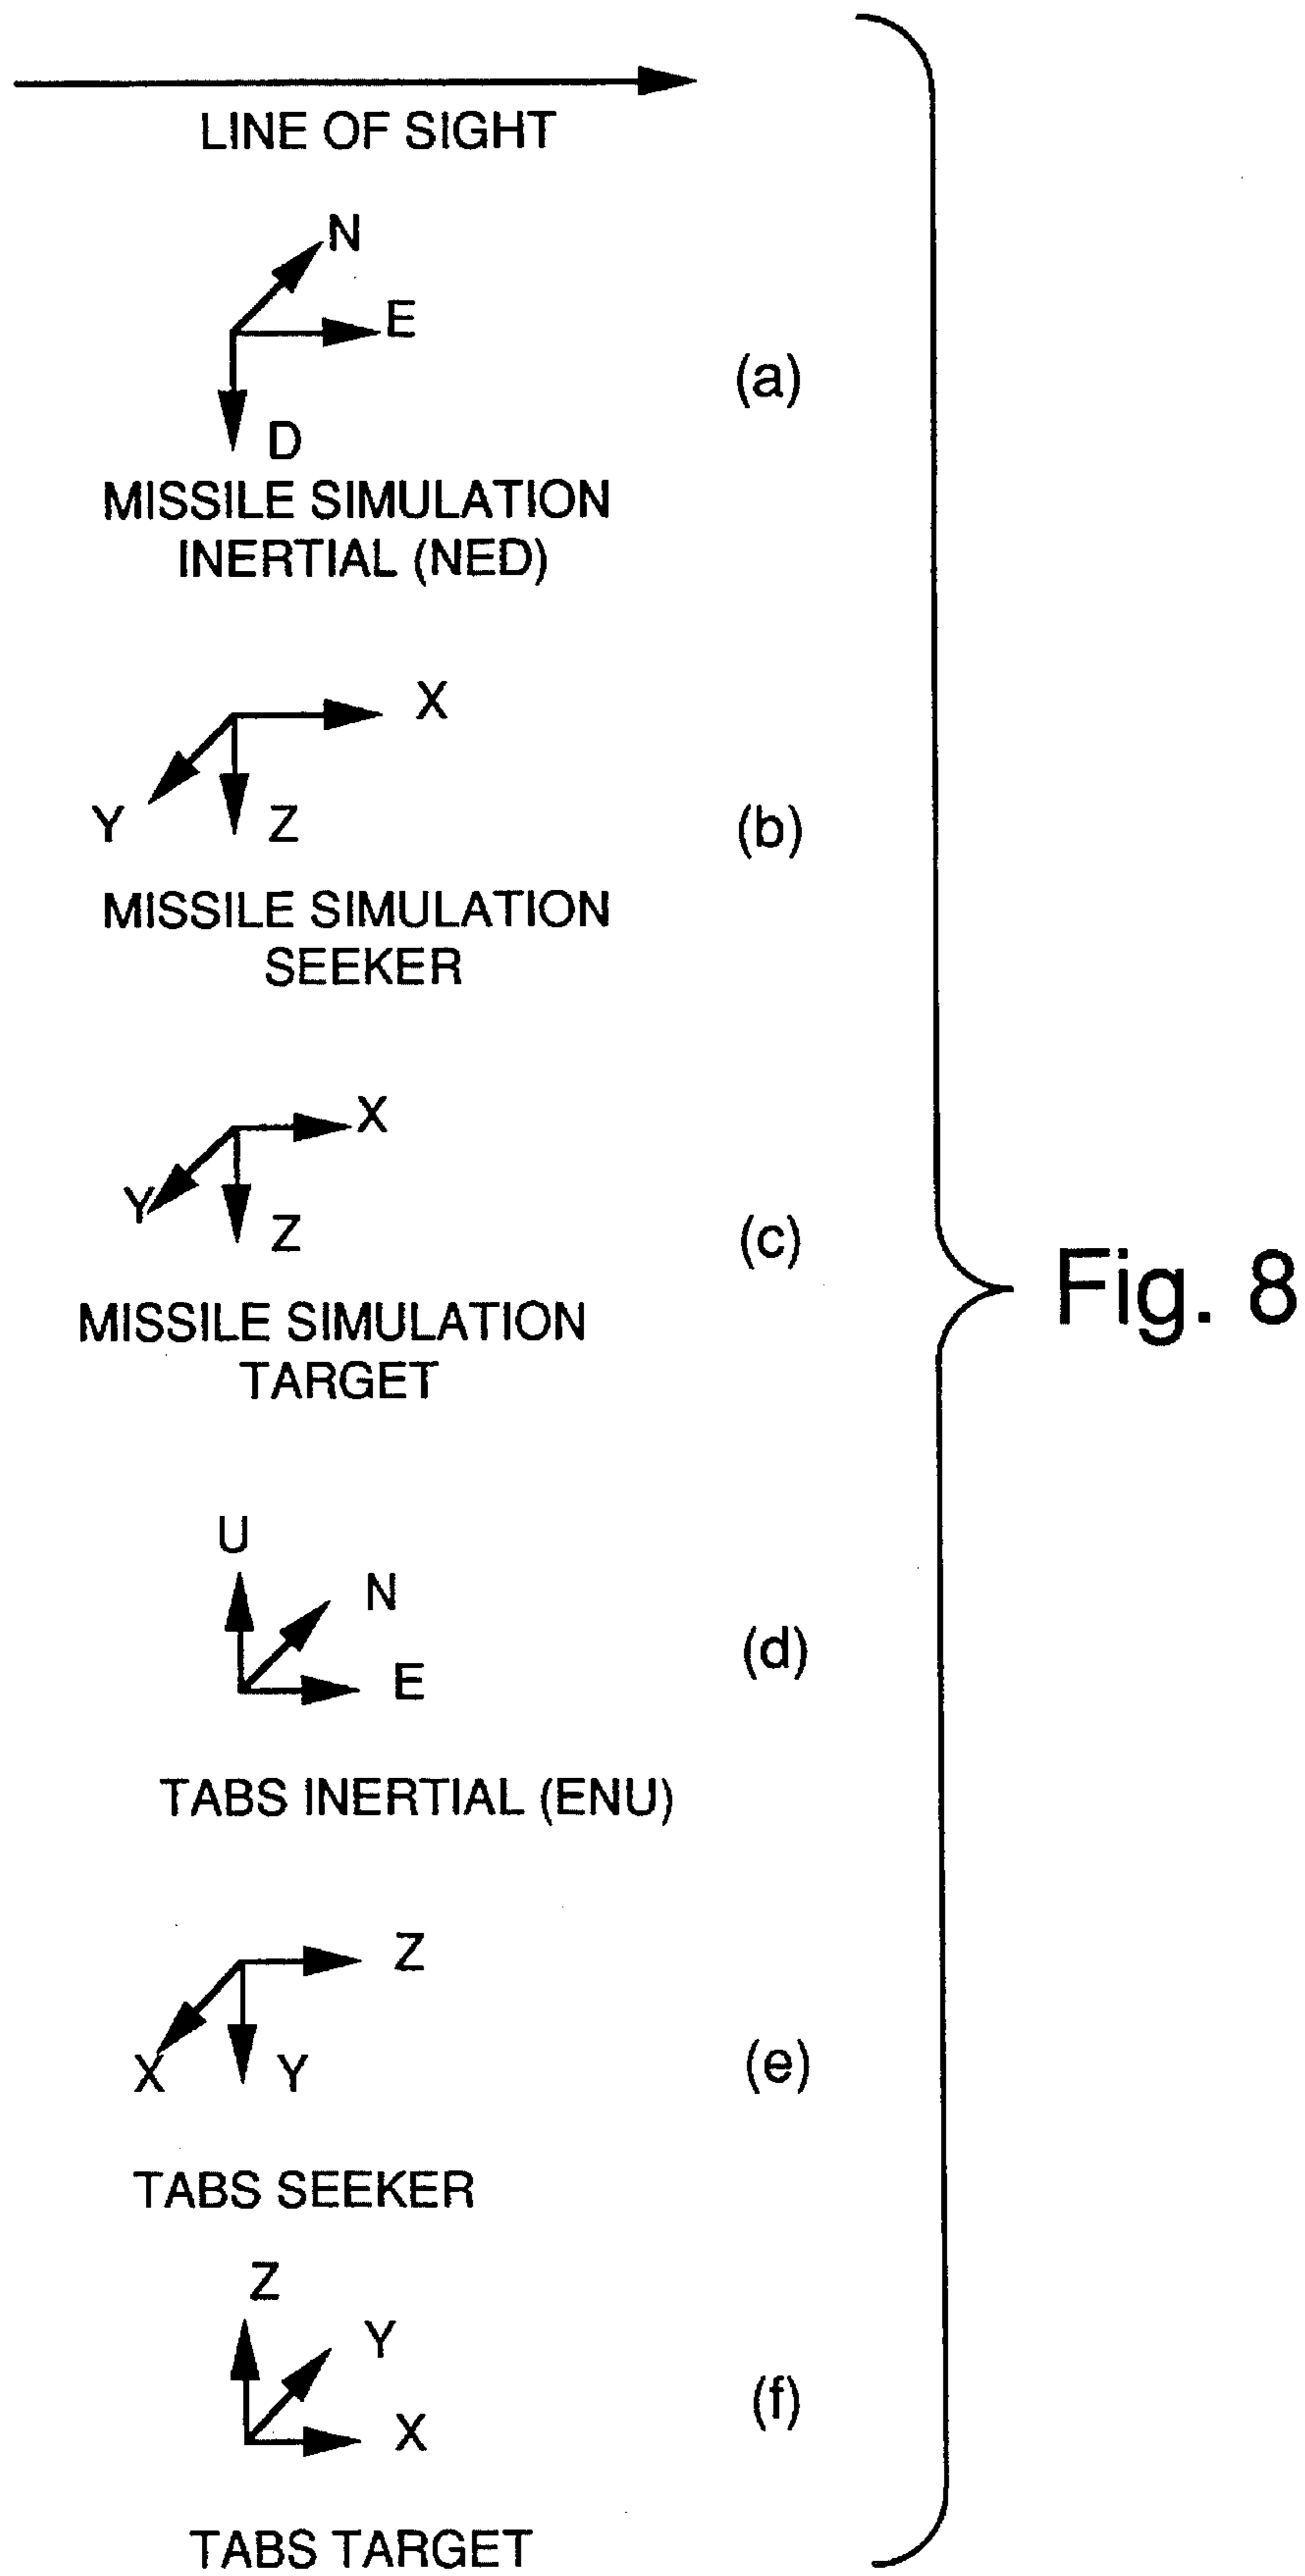 LINE OF SIGHT
N
E
D
(a)
MISSILE SIMULATION
INERTIAL (NED)
X
Y
Z
(b)
MISSILE SIMULATION
SEEKER
X
Y
Z
(c)
MISSILE SIMULATION
TARGET
Fig. 8
U
N
E
(d)
TABS INERTIAL (ENU)
Z
X
Y
(e)
TABS SEEKER
Z
Y
X
(f)
TABS TARGET